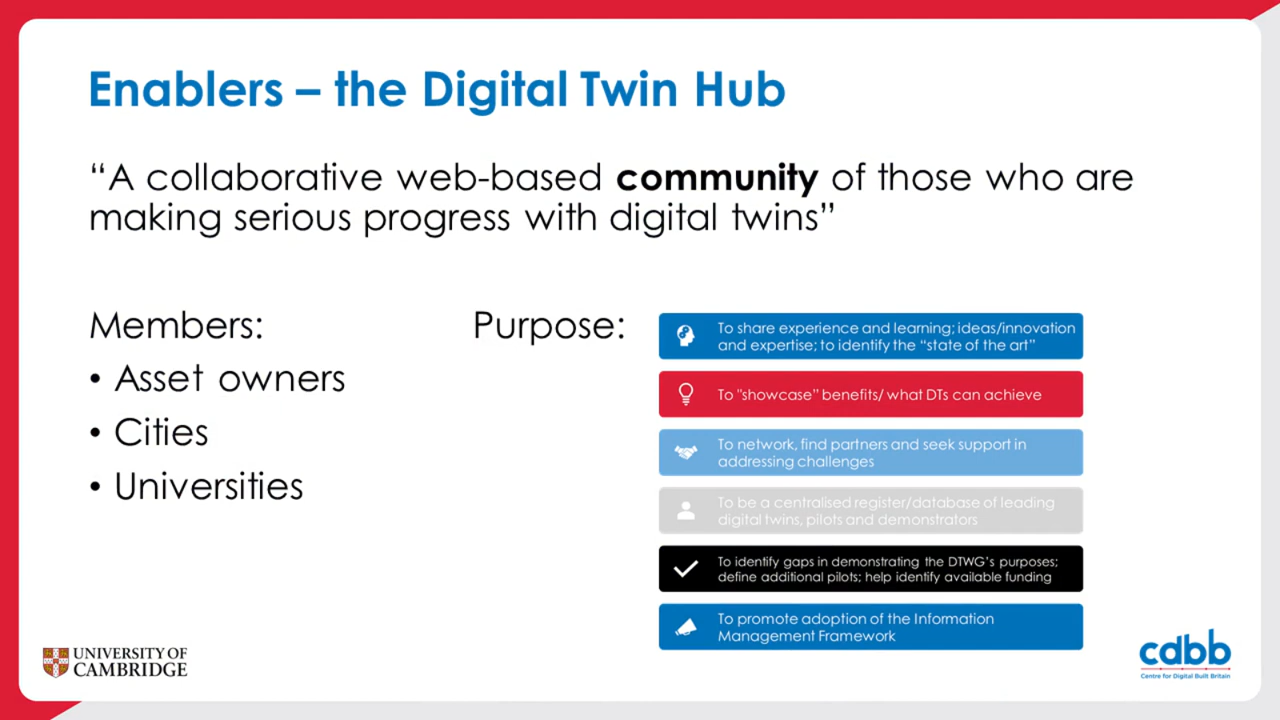 Enablers – the Digital Twin Hub
“A collaborative web-based community of those who are
making serious progress with digital twins”
Members:
• Asset owners
• Cities
• Universities
Purpose:
To share experience and learning; ideas/innovation
and expertise; to identify the “state of the art”
To "showcase” benefits/ what DTs can achieve
To network, find partners and seek support in
addressing challenges
To be a centralised register/database of leading
digital twins, pilots and demonstrators
To identify gaps in demonstrating the DTWG’s purposes;
define additional pilots; help identify available funding
To promote adoption of the Information
Management Framework
UNIVERSITY OF
CAMBRIDGE
cdbb
Centre for Digital Built Britain